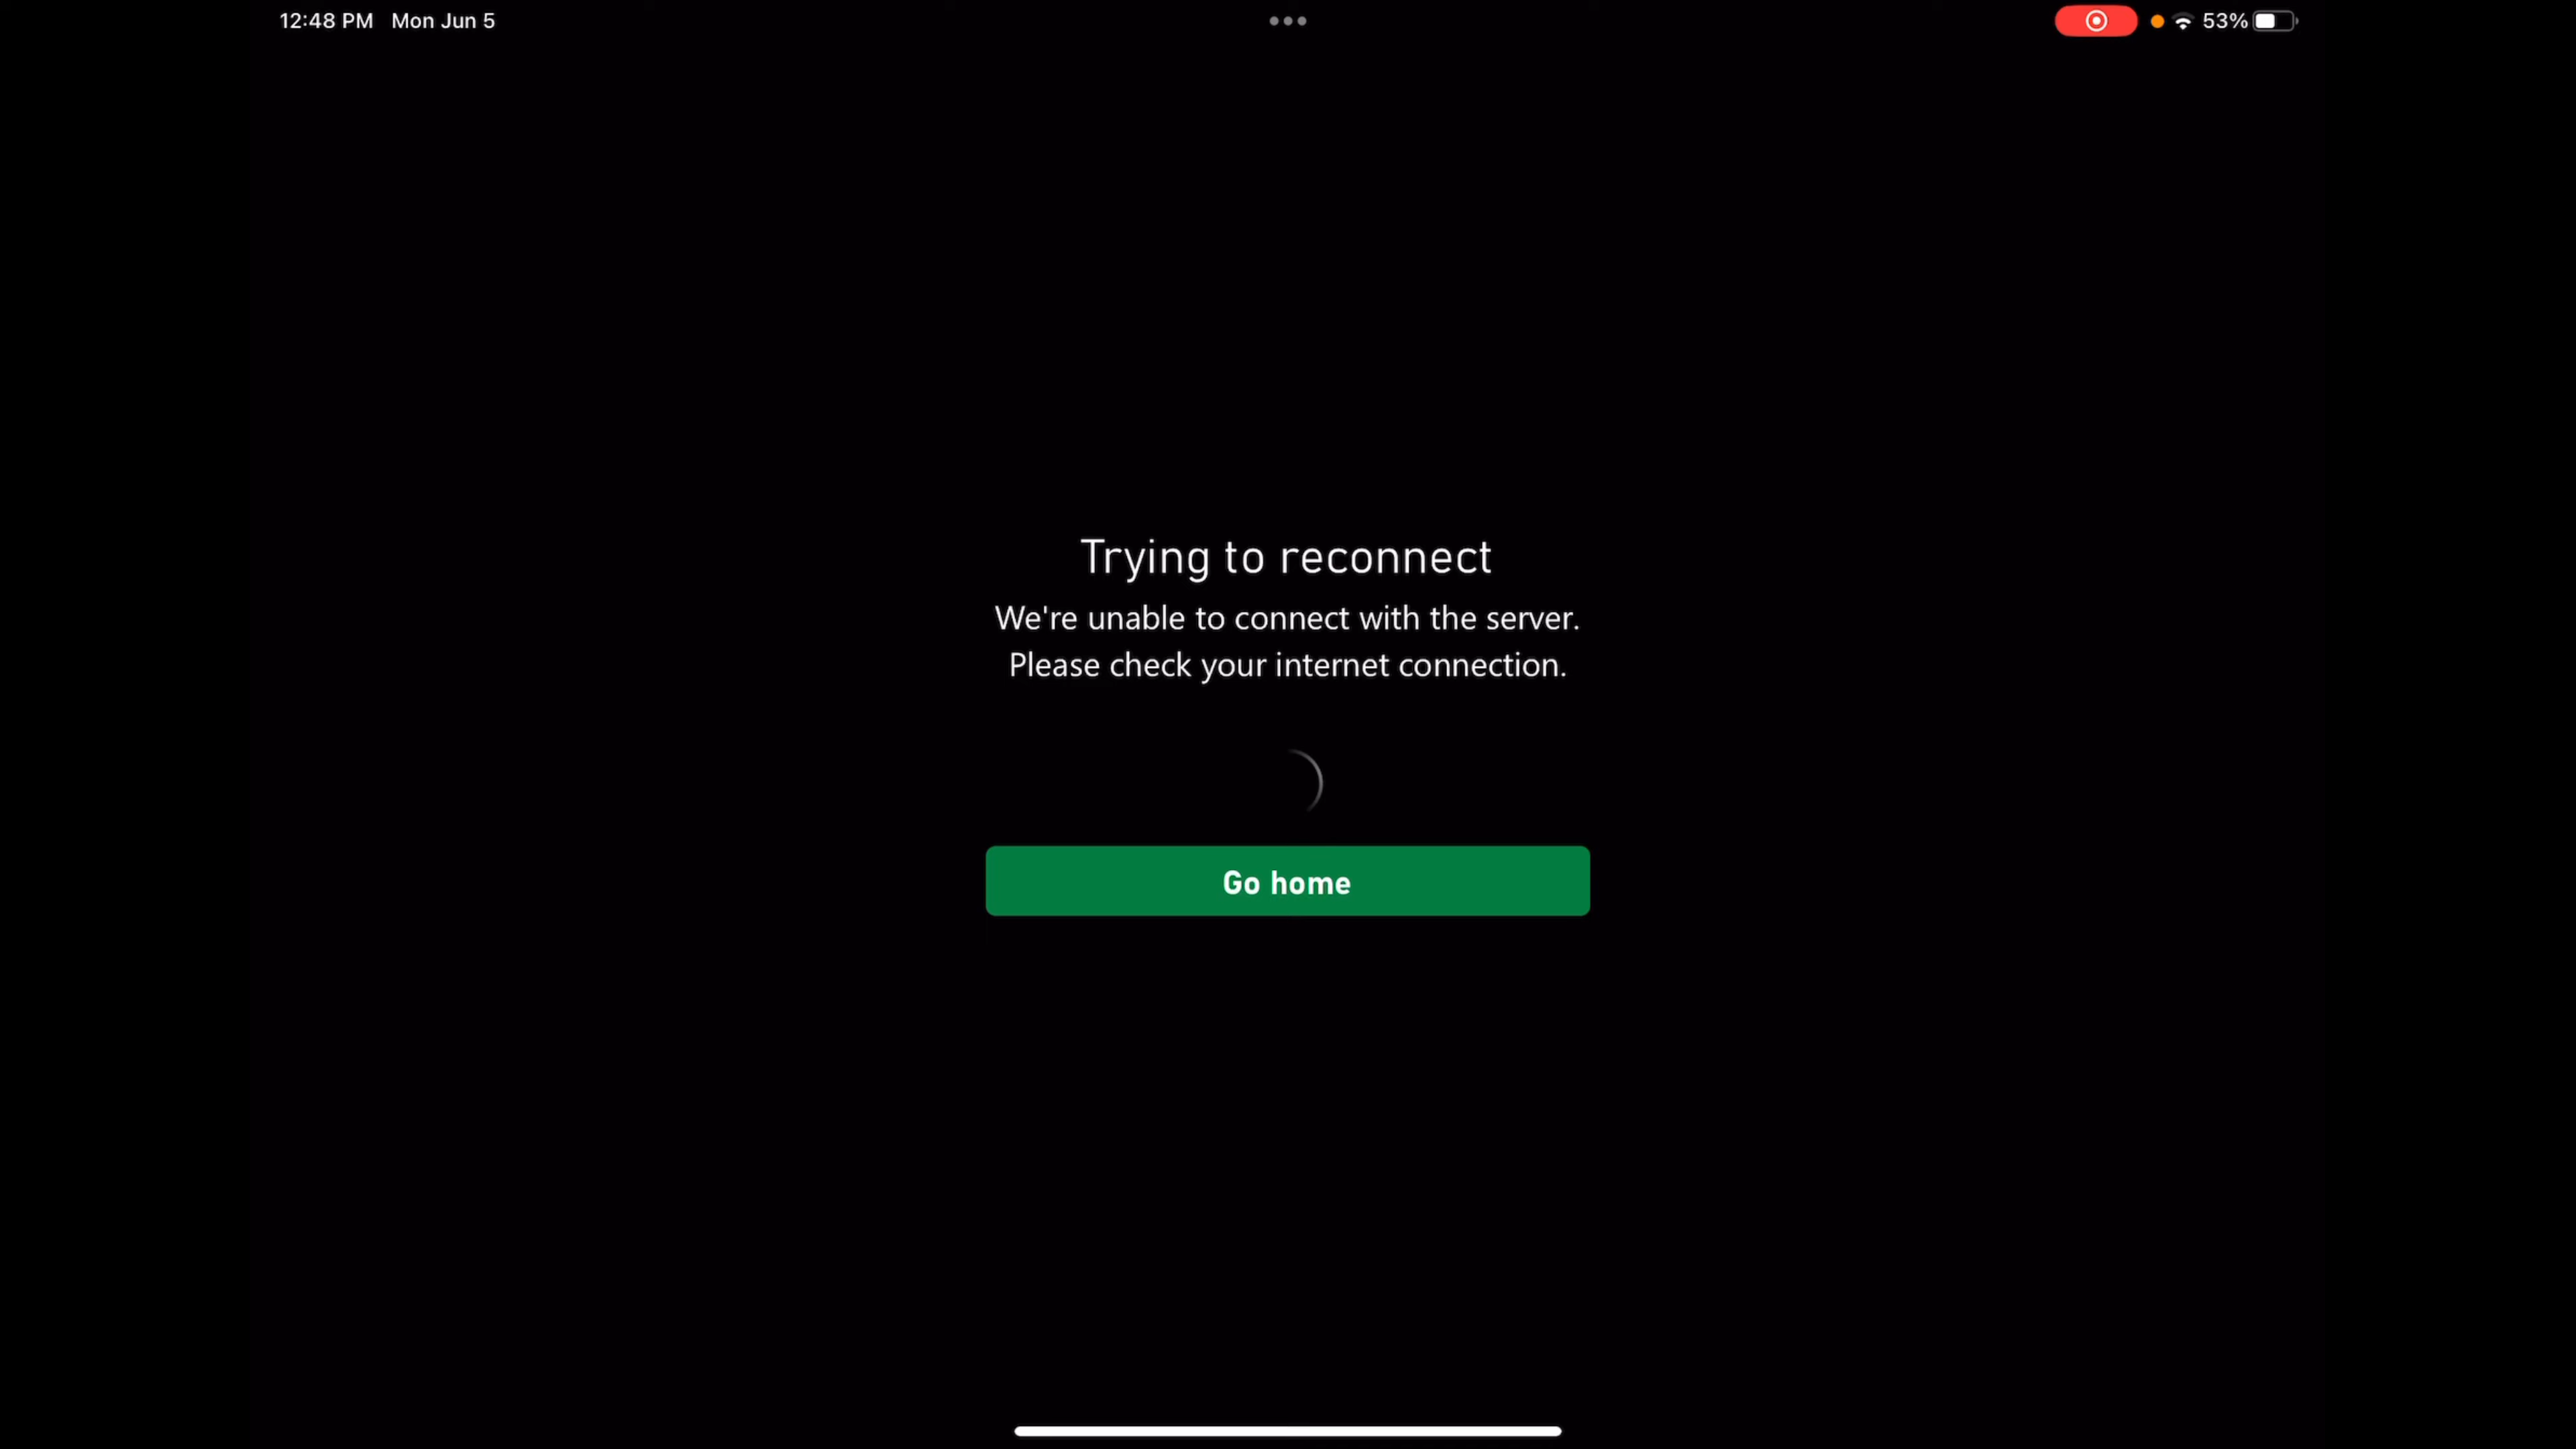 12:48 PM Mon Jun 5
53%
Trying to reconnect
We're unable to connect with the server.
Please check your internet connection.
Go home